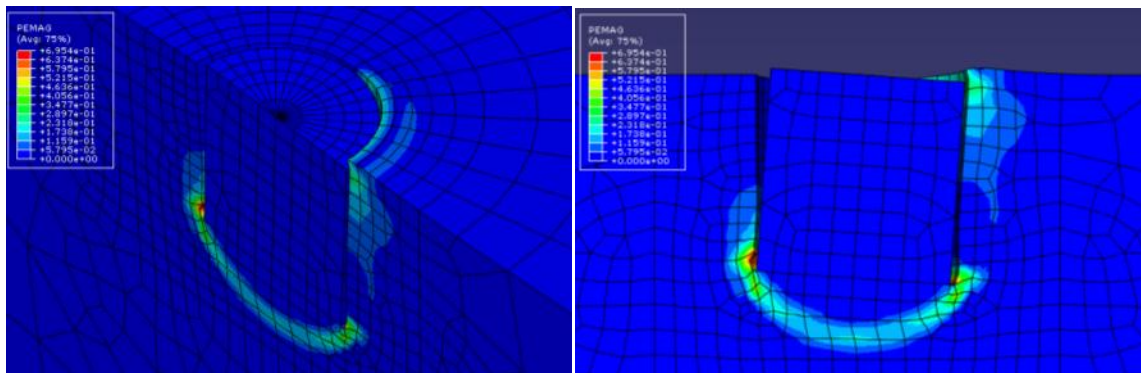 PEMAG
(Avg: 75%)
+6.954e-01
+6.374e-01
+5.795e-01
+5.215e-01
+4.636e-01
+4.056e-01
+3.477e-01
+2.897e-01
+2.318e-01
+1.738e-01
+1.159e-01
+5.795e-02
+0.000e+00
PEMAG
(Avg: 75%)
+6.954e-01
+6.374e-01
+5.795e-01
+5.215e-01
+4.636e-01
+4.056e-01
+3.477e-01
+2.897e-01
+2.318e-01
+1.738e-01
+1.159e-01
+5.795e-02
+0.000e+00